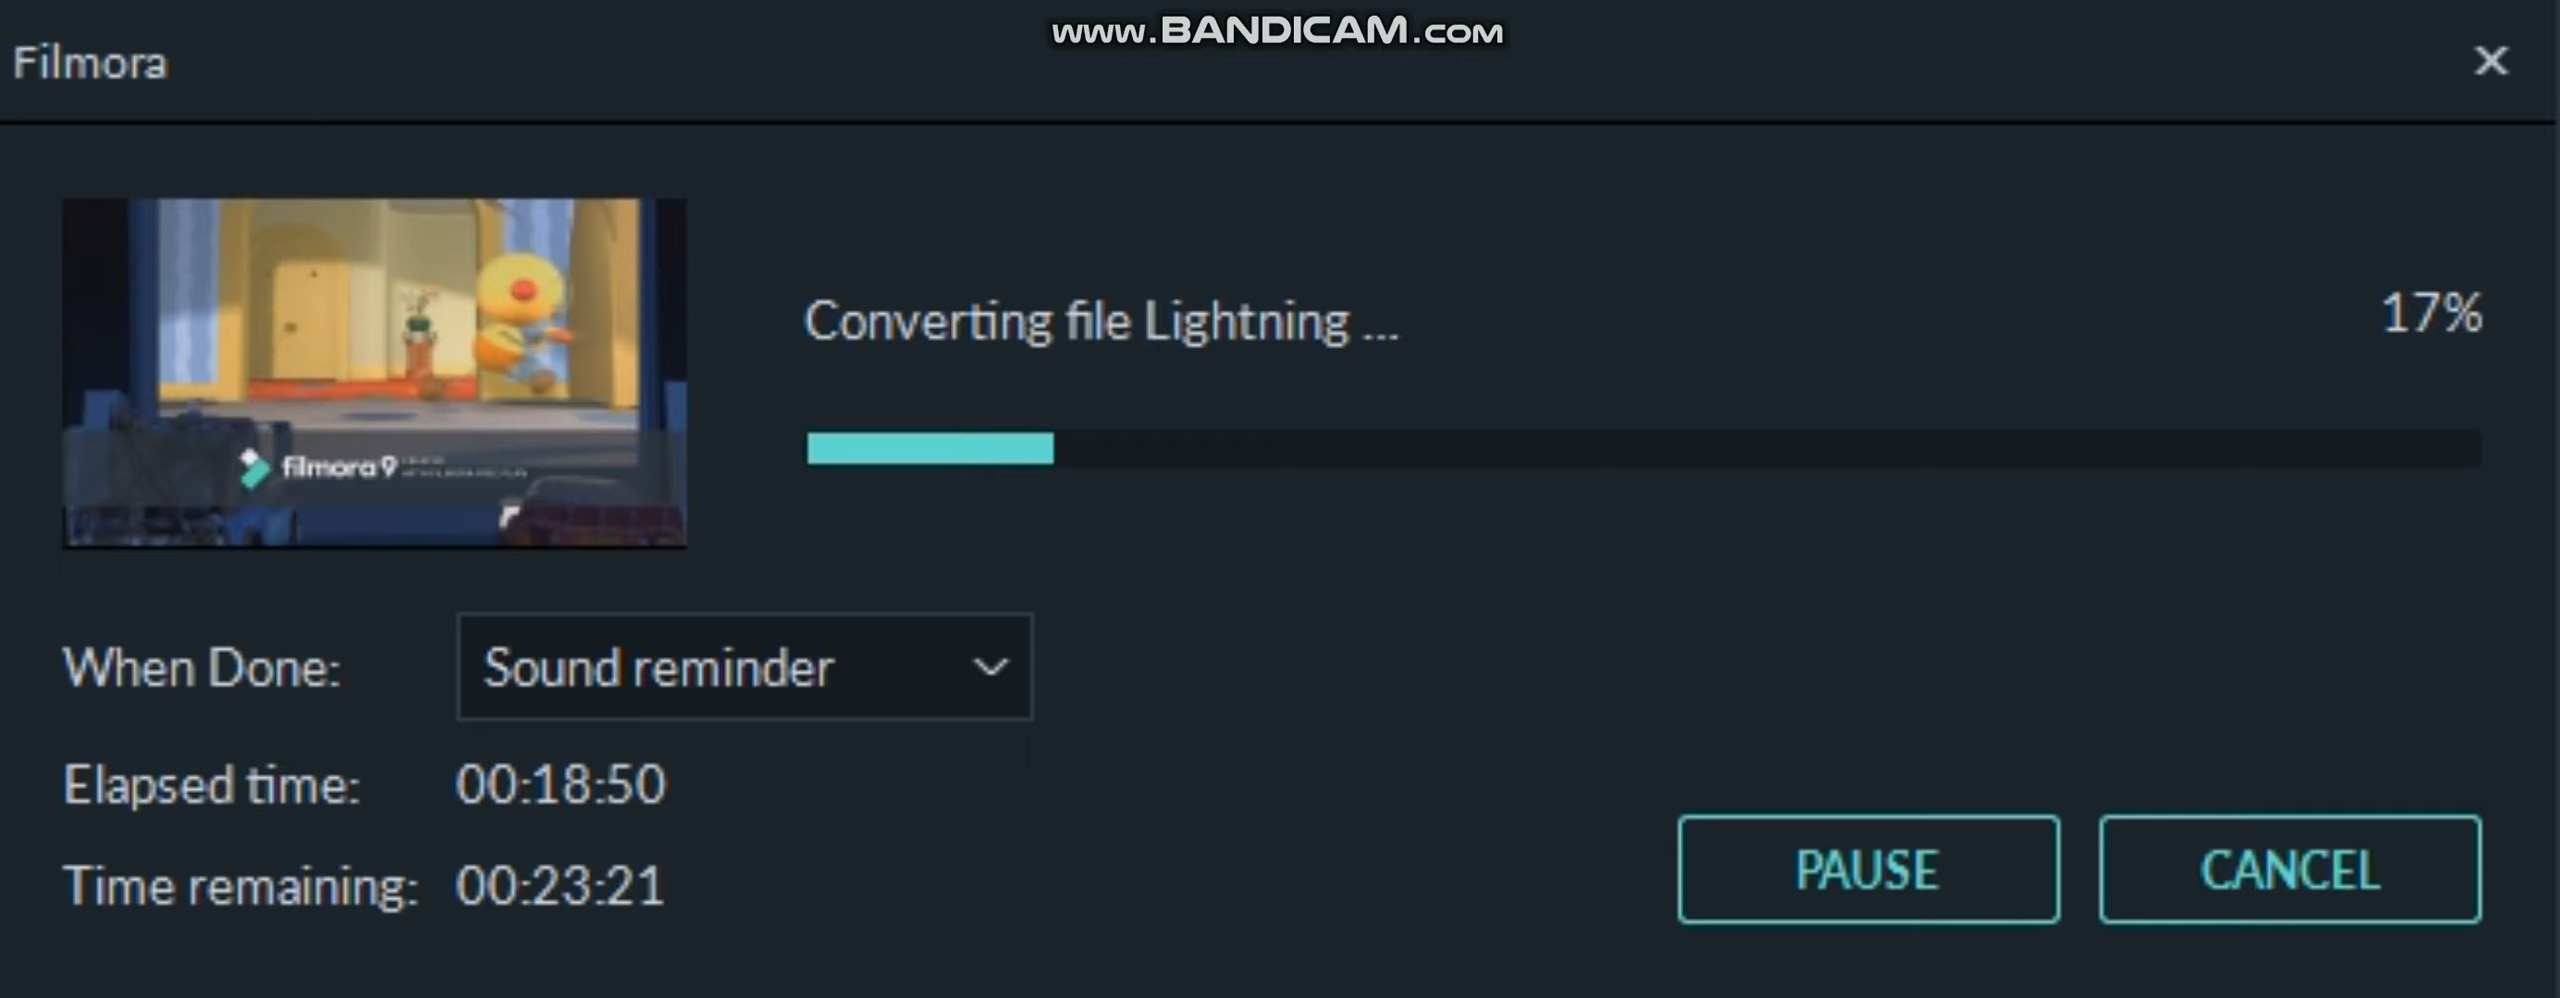 www.BANDICAM.com
Filmora
Converting file Lightning ...
17%
filmora9
When Done:
Sound reminder
Elapsed time: 00:18:50
Time remaining: 00:23:21
PAUSE
CANCEL